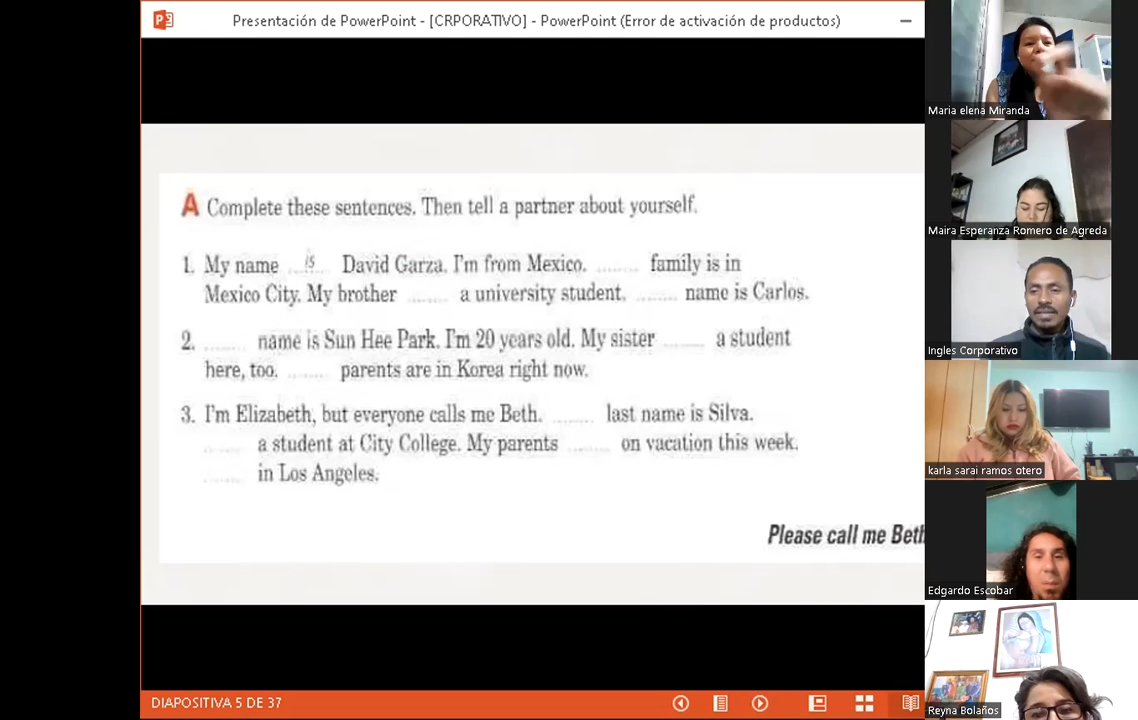 Presentación de PowerPoint - [CRPORATIVO] - PowerPoint (Error de activación de productos)
A Complete these sentences. Then tell a partner about yourself.
1. My name ...is... David Garza. I'm from Mexico. ........ family is in
Mexico City. My brother ........ a university student. ........ name is Carlos.
2. ........ name is Sun Hee Park. I'm 20 years old. My sister ........ a student
here, too. ........ parents are in Korea right now.
3. I'm Elizabeth, but everyone calls me Beth. ........ last name is Silva.
........ a student at City College. My parents ........ on vacation this week.
........ in Los Angeles.
Please call me Beth
DIAPOSITIVA 5 DE 37
Maria elena Miranda
Maira Esperanza Romero de Agreda
Ingles Corporativo
karla sarai ramos otero
Edgardo Escobar
Reyna Bolaños